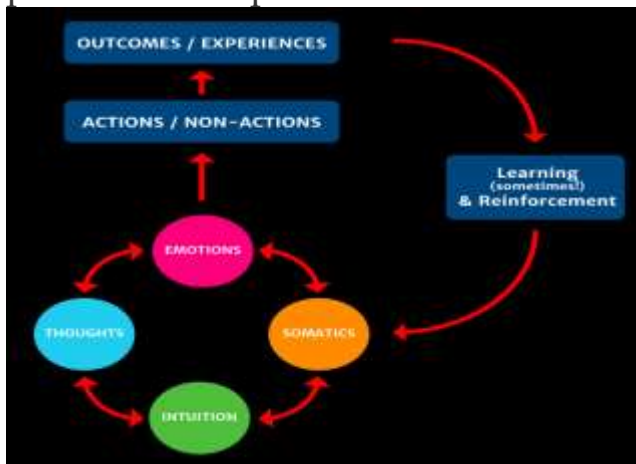 OUTCOMES / EXPERIENCES
ACTIONS / NON-ACTIONS
Learning
(sometimes!)
& Reinforcement
EMOTIONS
THOUGHTS
SOMATICS
INTUITION